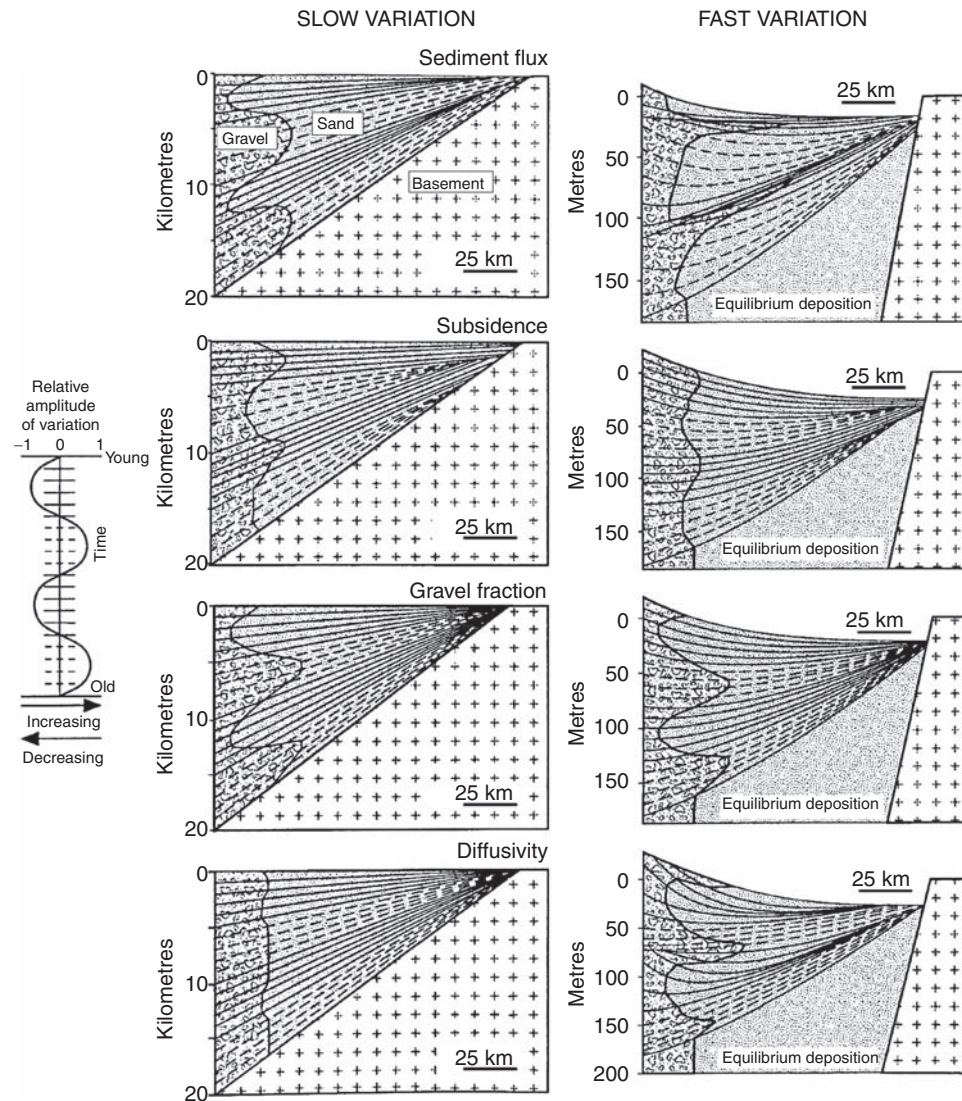 SLOW VARIATION
FAST VARIATION
Sediment flux
0
10
20
Kilometres
Gravel
Sand
Basement
25 km
25 km
0
50
100
150
Metres
Equilibrium deposition
Subsidence
0
10
20
Kilometres
25 km
25 km
0
50
100
150
Metres
Equilibrium deposition
Relative
amplitude
of variation
–1 0 1
Young
Time
Old
Increasing
Decreasing
Gravel fraction
0
10
20
Kilometres
25 km
25 km
0
50
100
150
Metres
Equilibrium deposition
Diffusivity
0
10
20
Kilometres
25 km
25 km
0
50
100
150
200
Metres
Equilibrium deposition